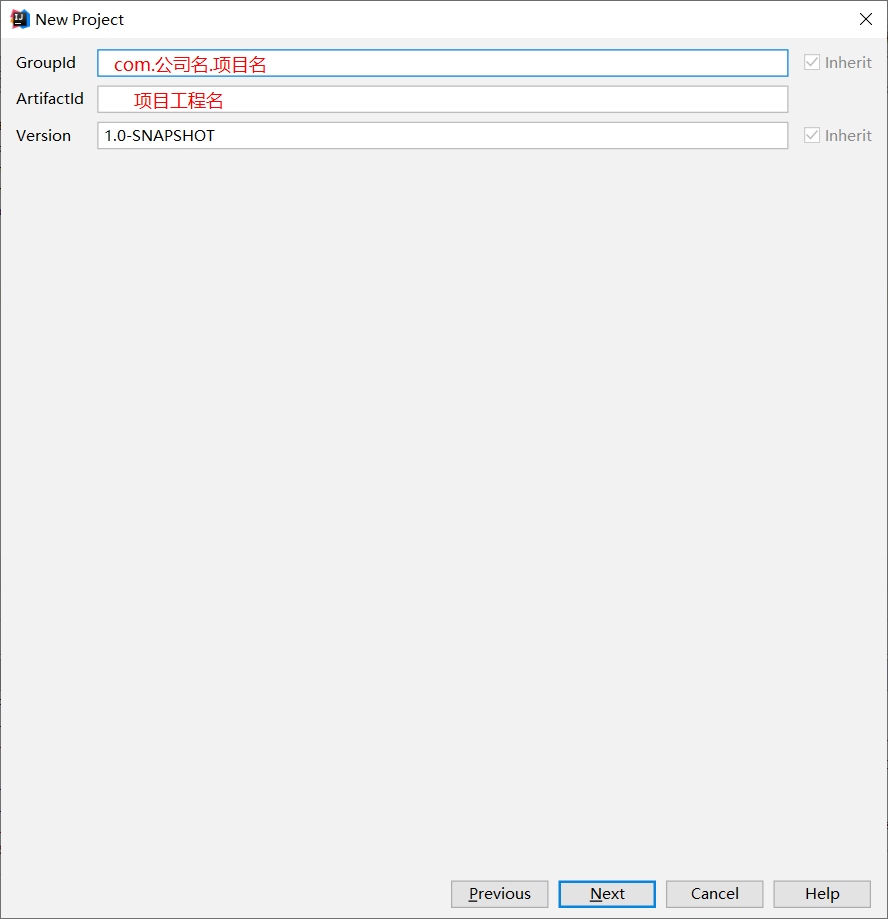 New Project
GroupId com.公司名.项目名 Inherit
ArtifactId 项目工程名
Version 1.0-SNAPSHOT Inherit
Previous Next Cancel Help